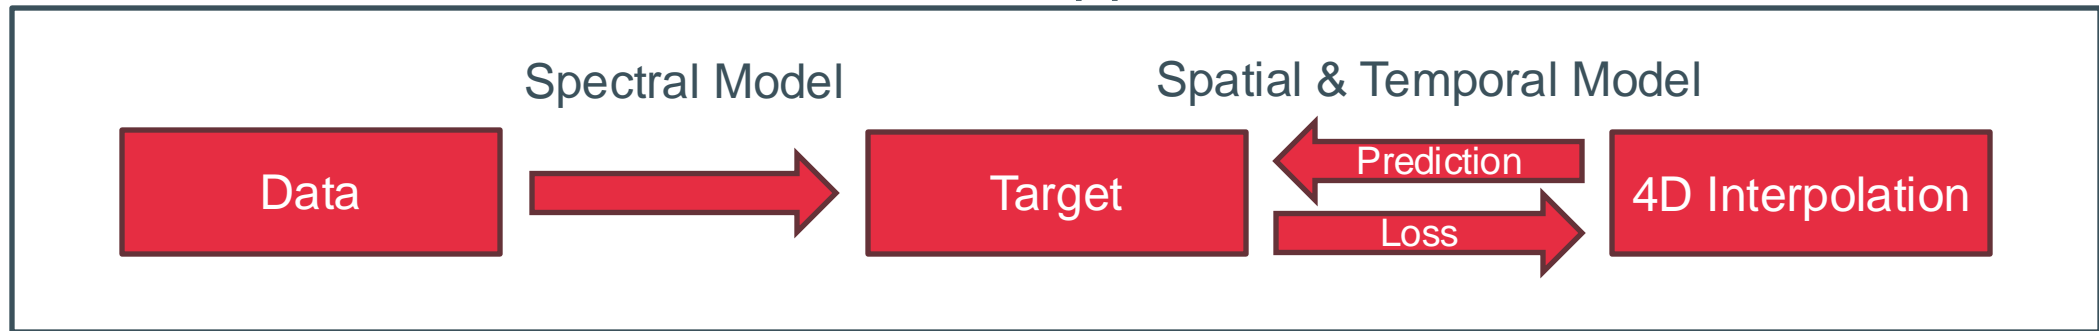 Spectral Model
Spatial & Temporal Model
Data
Target
Prediction
Loss
4D Interpolation